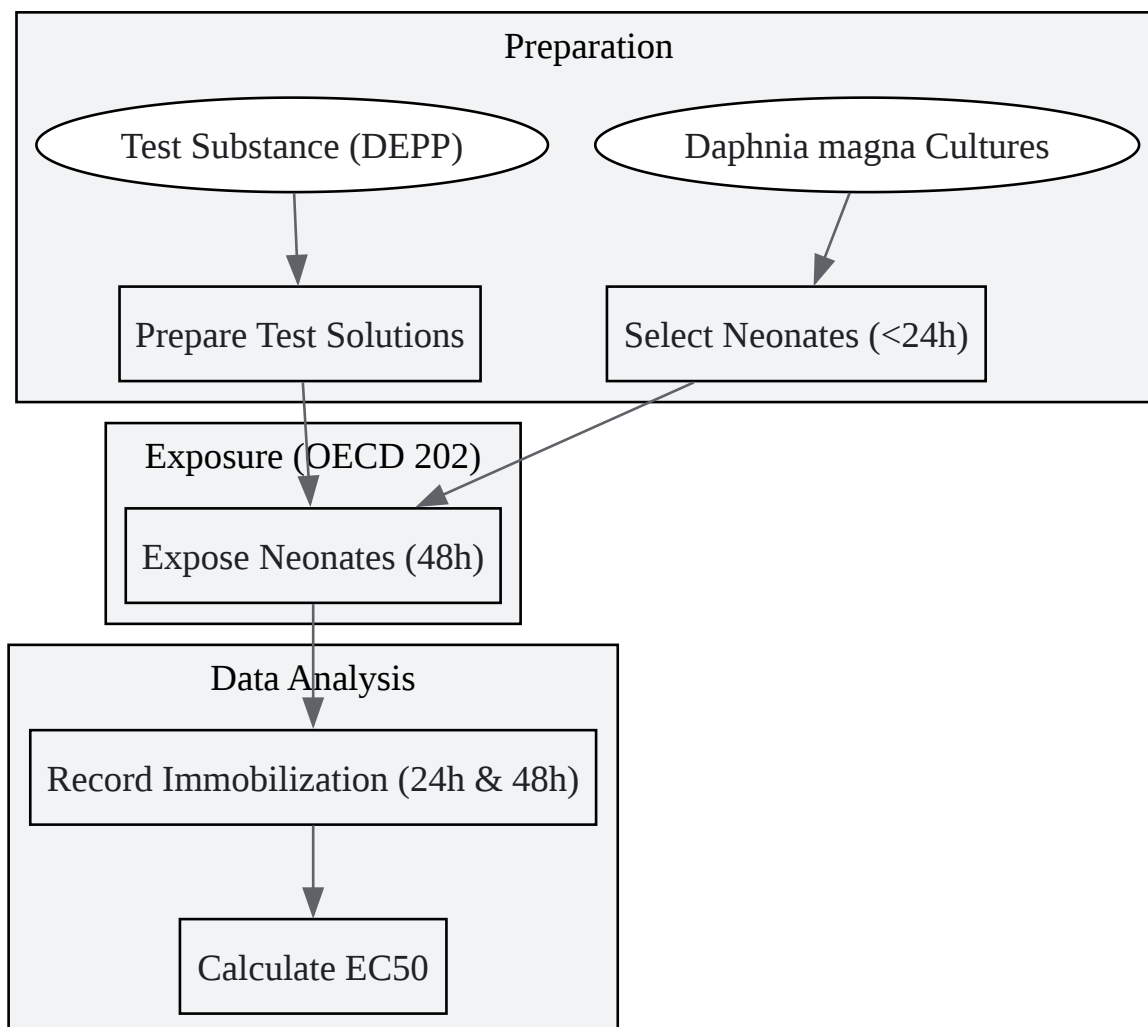 Preparation
Test Substance (DEPP)
Daphnia magna Cultures
Prepare Test Solutions
Select Neonates (<24h)
Exposure (OECD 202)
Expose Neonates (48h)
Data Analysis
Record Immobilization (24h & 48h)
Calculate EC50